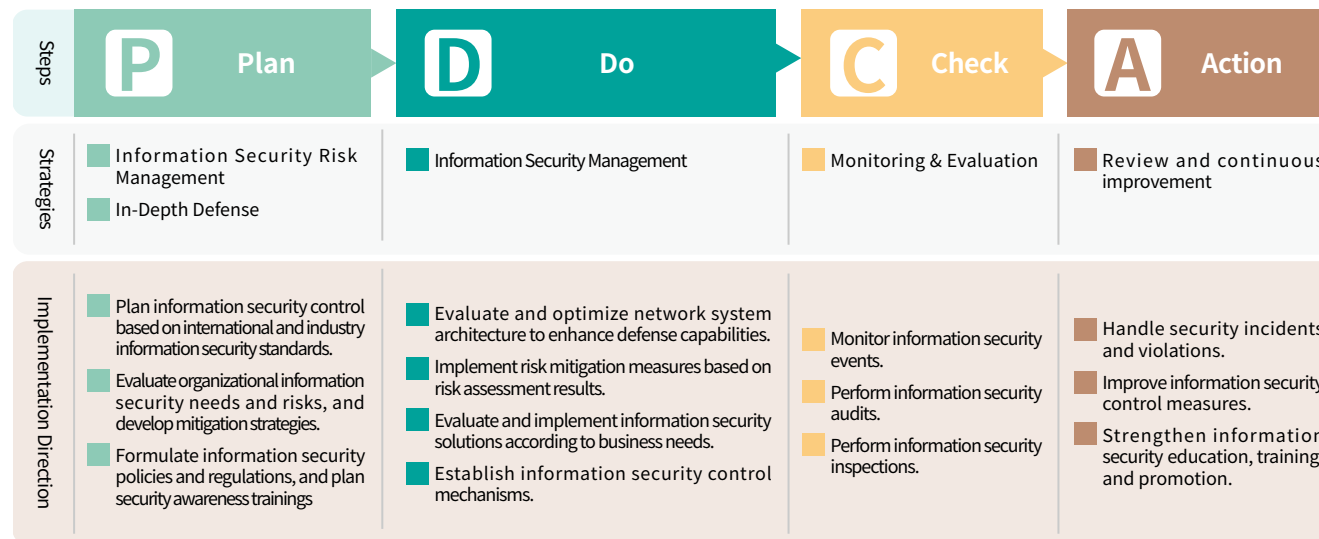 Steps
P
Plan
D
Do
C
Check
A
Action
Strategies
Information Security Risk
Management
In-Depth Defense
Information Security Management
Monitoring & Evaluation
Review and continuous
improvement
Implementation Direction
Plan information security control
based on international and industry
information security standards.
Evaluate organizational information
security needs and risks, and
develop mitigation strategies.
Formulate information security
policies and regulations, and plan
security awareness trainings
Evaluate and optimize network system
architecture to enhance defense capabilities.
Implement risk mitigation measures based on
risk assessment results.
Evaluate and implement information security
solutions according to business needs.
Establish information security control
mechanisms.
Monitor information security
events.
Perform information security
audits.
Perform information security
inspections.
Handle security incidents
and violations.
Improve information security
control measures.
Strengthen information
security education, training
and promotion.